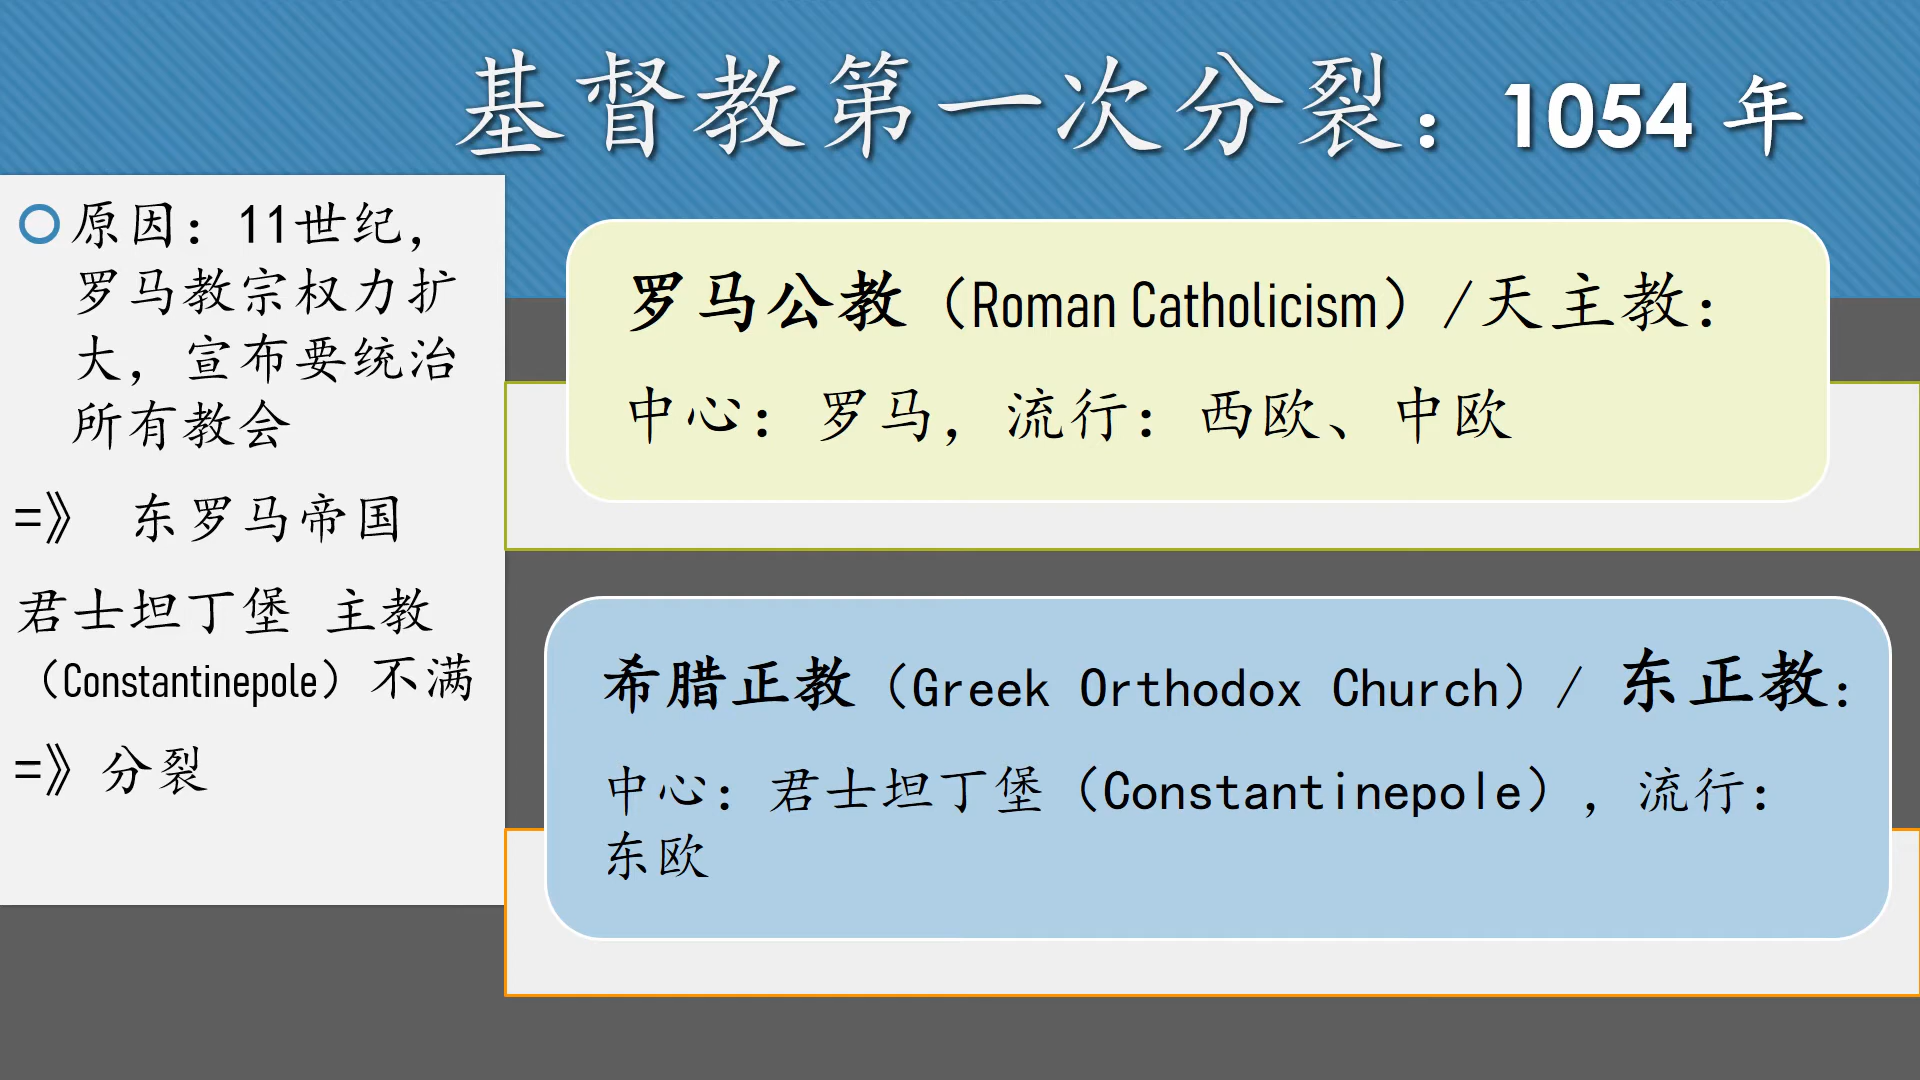 基督教第一次分裂：1054 年
原因：11世纪，
罗马教宗权力扩
大，宣布要统治
所有教会
=》 东罗马帝国
君士坦丁堡 主教
（Constantinepole）不满
=》分裂
罗马公教（Roman Catholicism）/天主教：
中心：罗马，流行：西欧、中欧
希腊正教（Greek Orthodox Church）/ 东正教：
中心：君士坦丁堡（Constantinepole），流行：
东欧